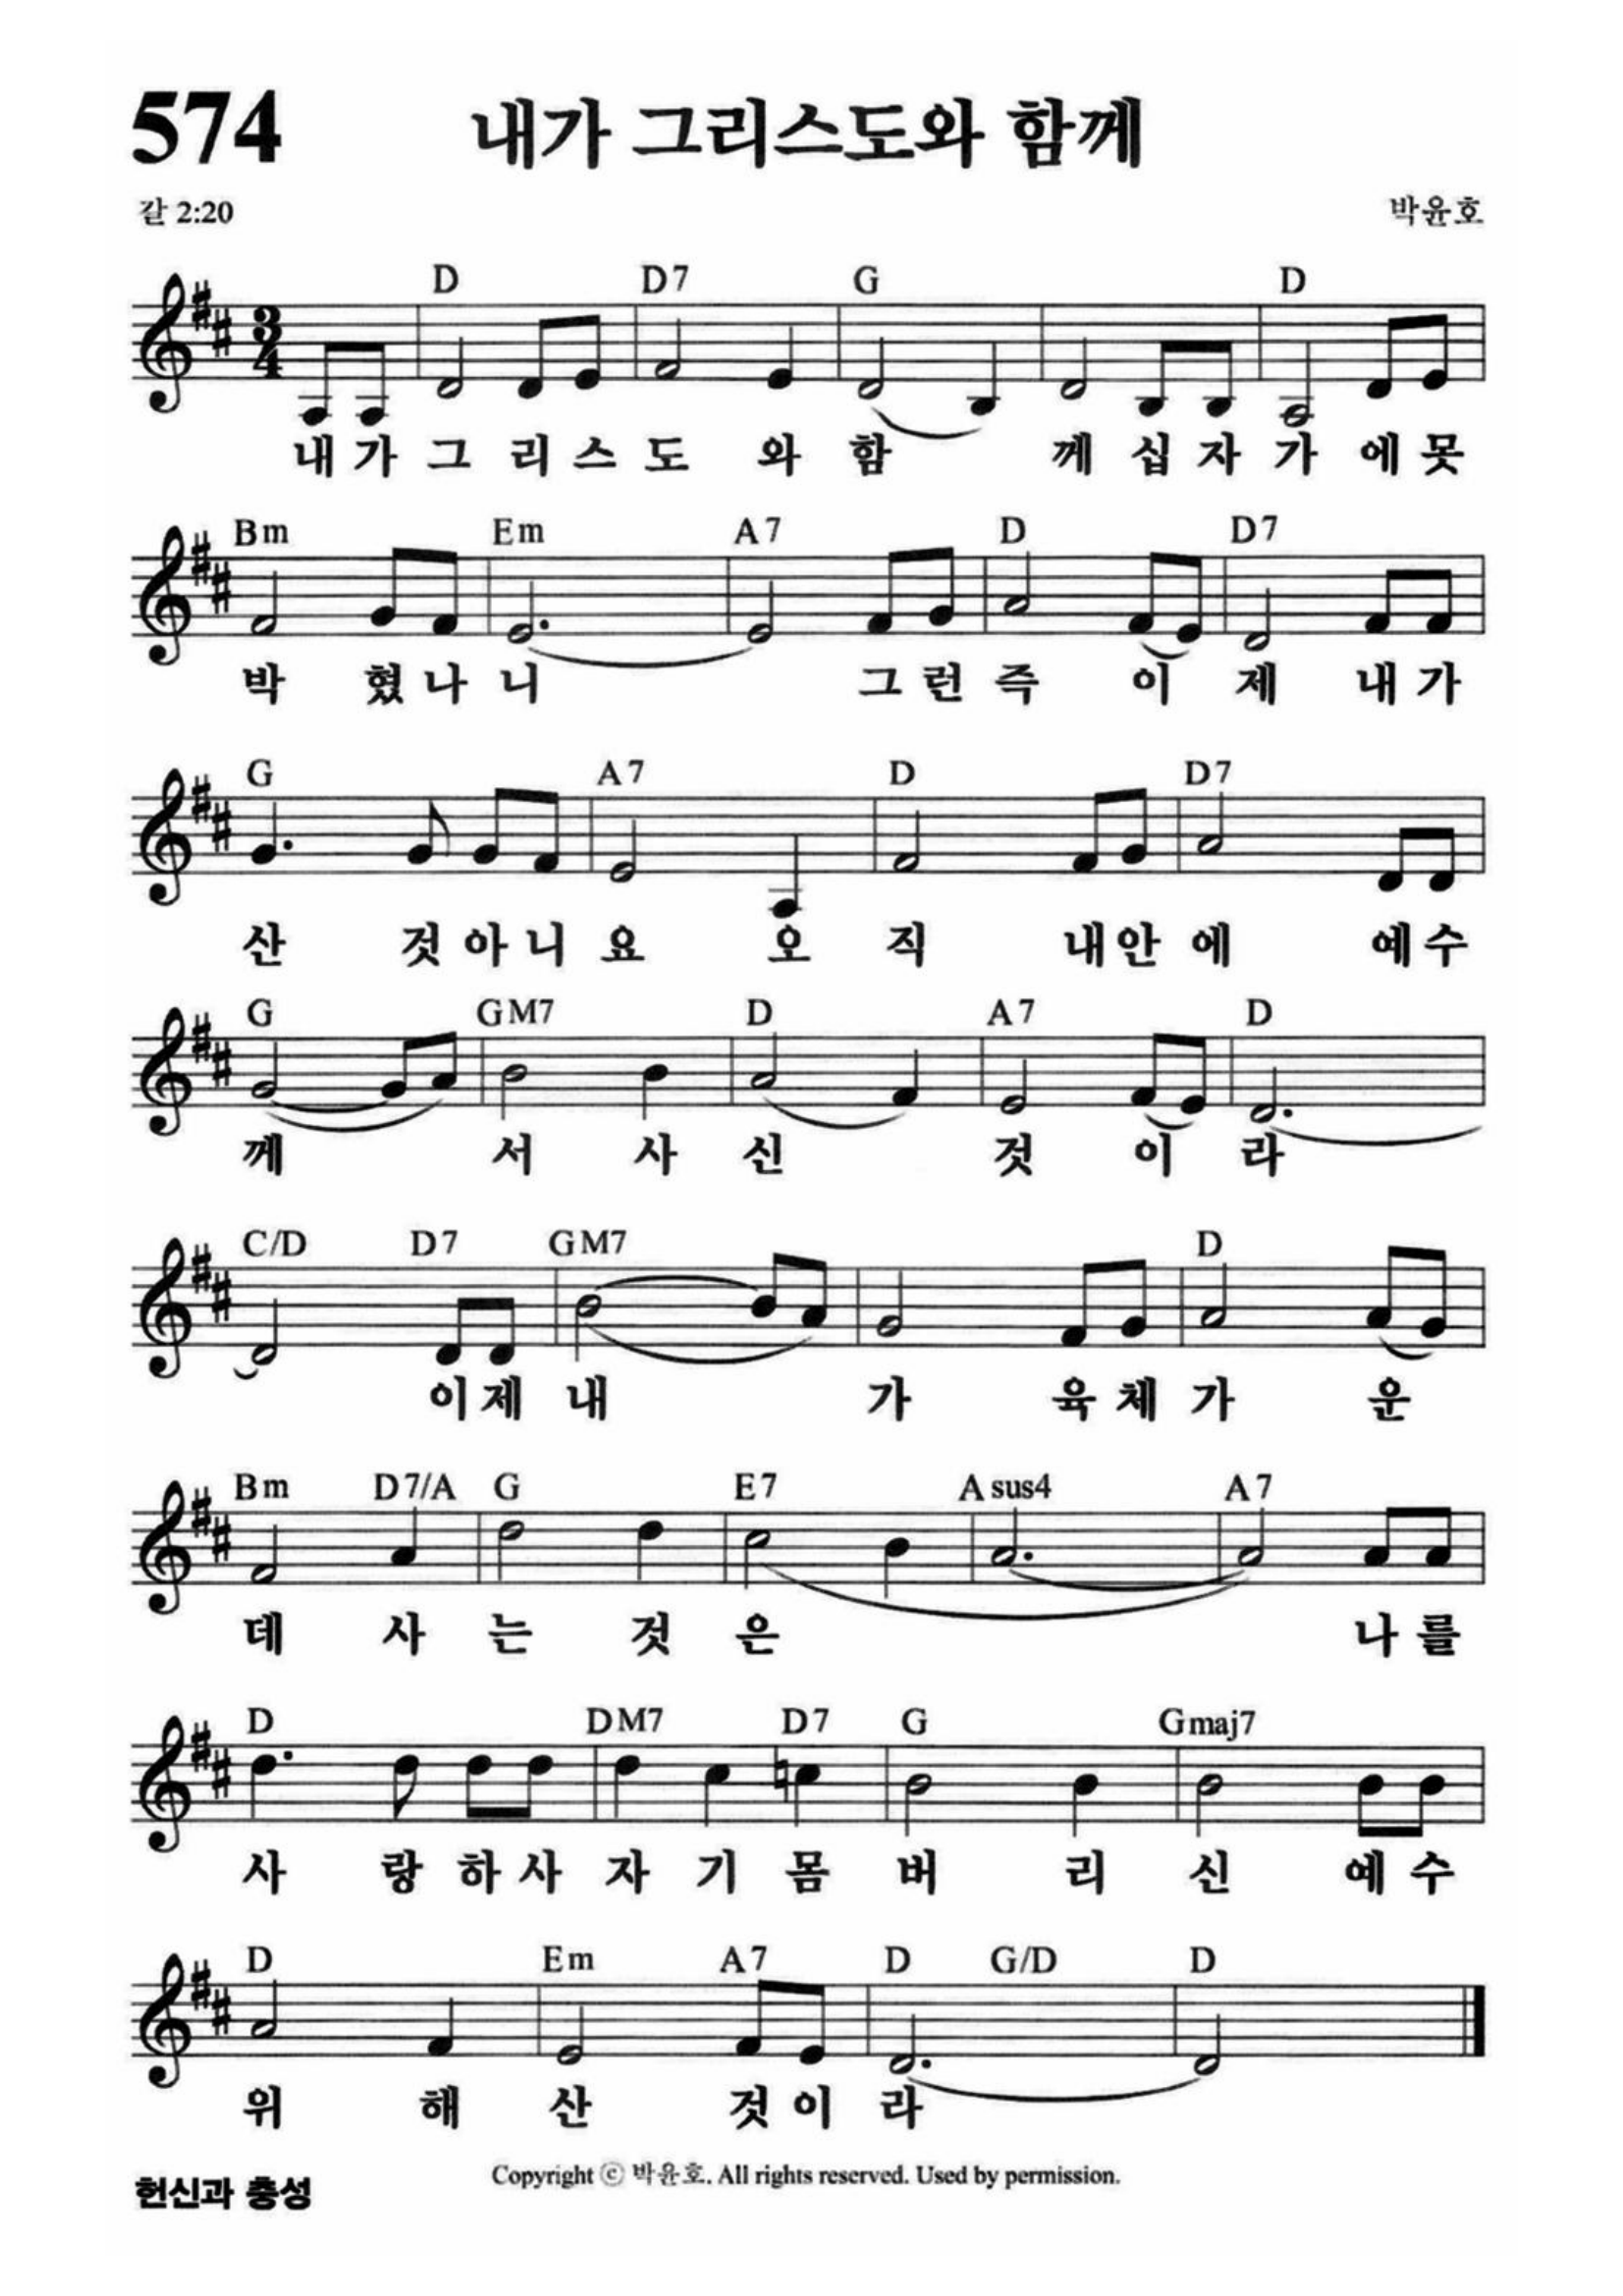 574 내가 그리스도와 함께
갈 2:20 박윤호
D D7 G D
3
4
내 가 그 리 스 도 와 함 께 십 자 가 에 못
Bm Em A7 D D7
박 혔 나 니 그 런 즉 이 제 내 가
G A7 D D7
산 것 아 니 요 오 직 내 안 에 예 수
G GM7 D A7 D
께 서 사 신 것 이 라
C/D D7 GM7 D
이 제 내 가 육 체 가 운
Bm D7/A G E7 Asus4 A7
데 사 는 것 은 나 를
D DM7 D7 G Gmaj7
사 랑 하 사 자 기 몸 버 리 신 예 수
D Em A7 D G/D D
위 해 산 것 이 라
헌신과 충성 Copyright ⓒ 박윤호. All rights reserved. Used by permission.